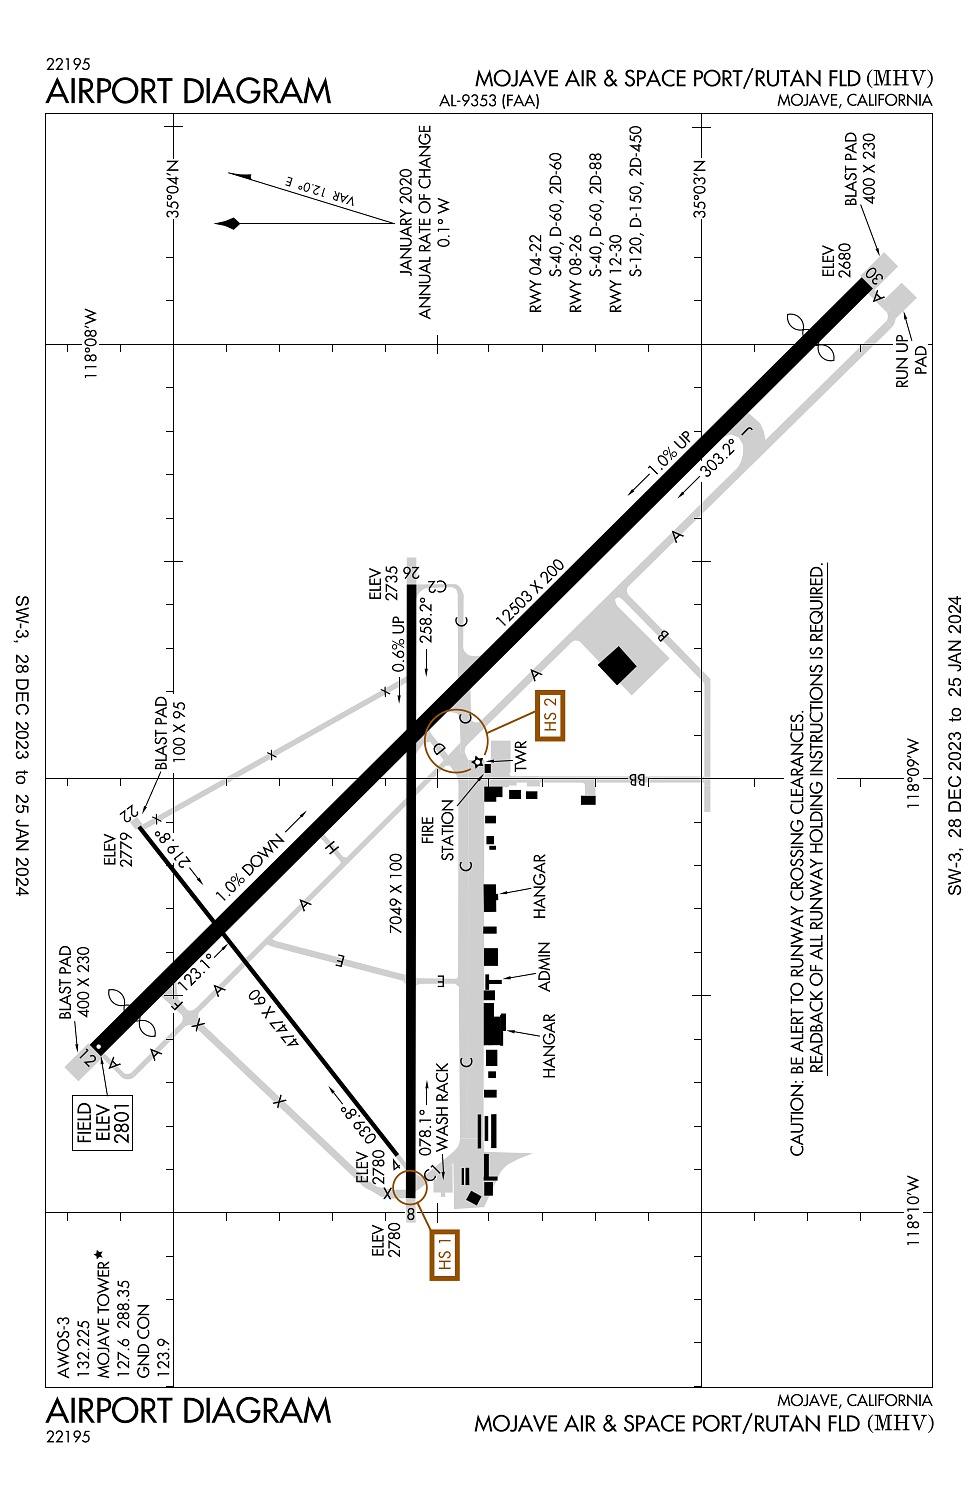 22195
AIRPORT DIAGRAM
MOJAVE AIR & SPACE PORT/RUTAN FLD (MHV)
AL-9353 (FAA)
MOJAVE, CALIFORNIA
SW-3, 28 DEC 2023 to 25 JAN 2024
SW-3, 28 DEC 2023 to 25 JAN 2024
35°04'N
35°03'N
118°08'W
118°09'W
118°10'W
VAR 12.0° E
JANUARY 2020
ANNUAL RATE OF CHANGE
0.1° W
RWY 04-22
S-40, D-60, 2D-60
RWY 08-26
S-40, D-60, 2D-88
RWY 12-30
S-120, D-150, 2D-450
BLAST PAD
400 X 230
ELEV
2680
30
A
RUN UP
PAD
J
1.0% UP
303.2°
A
12503 X 200
ELEV
2735
26
C2
C
0.6% UP
258.2°
B
A
X
X
X
BLAST PAD
100 X 95
22
ELEV
2779
219.8°
HS 2
C
D
TWR
BB
FIRE
STATION
1.0% DOWN
H
A
C
7049 X 100
HANGAR
BLAST PAD
400 X 230
12
A
A
F
123.1°
A
X
E
E
4747 X 60
ADMIN
HANGAR
C
FIELD
ELEV
2801
X
039.8°
078.1°
WASH RACK
ELEV
2780
4
X
C1
8
ELEV
2780
HS 1
CAUTION: BE ALERT TO RUNWAY CROSSING CLEARANCES.
READBACK OF ALL RUNWAY HOLDING INSTRUCTIONS IS REQUIRED.
AWOS-3
132.225
MOJAVE TOWER★
127.6 288.35
GND CON
123.9
AIRPORT DIAGRAM
22195
MOJAVE, CALIFORNIA
MOJAVE AIR & SPACE PORT/RUTAN FLD (MHV)